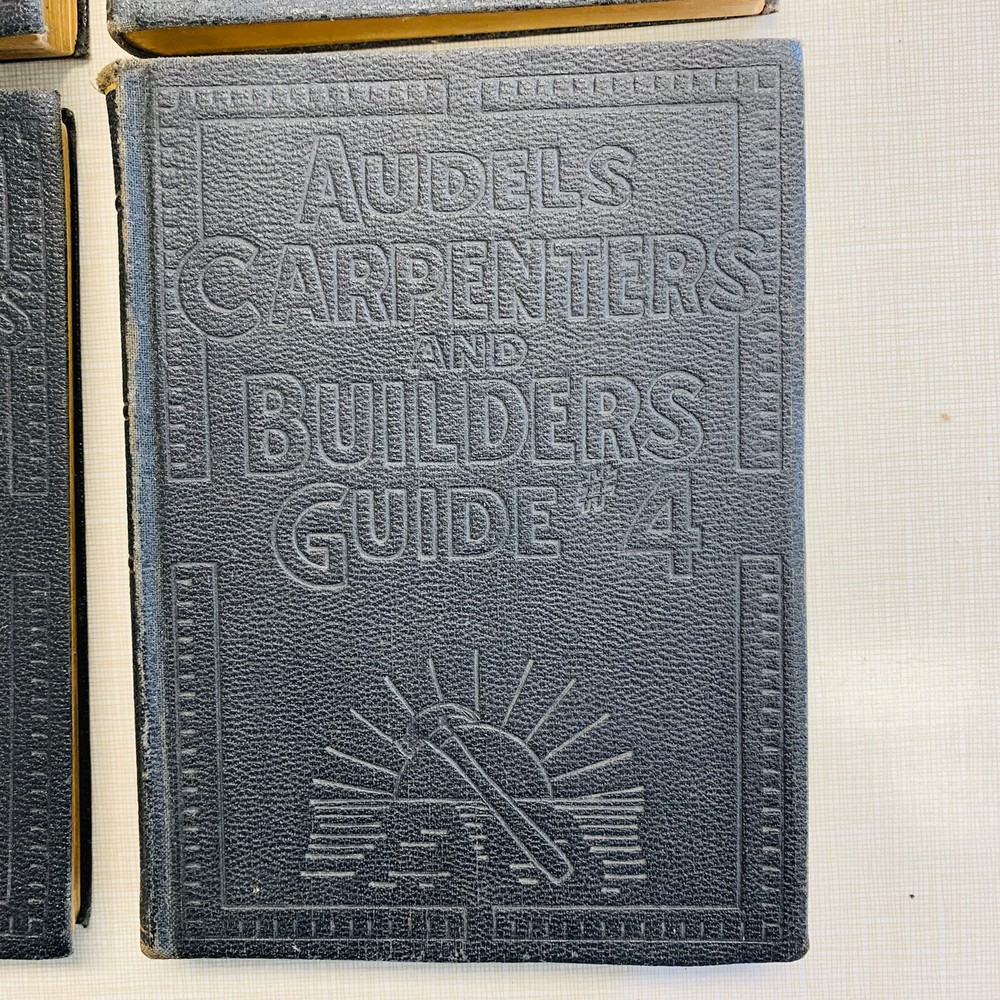 AUDELS
CARPENTERS
AND
BUILDERS
GUIDE #4